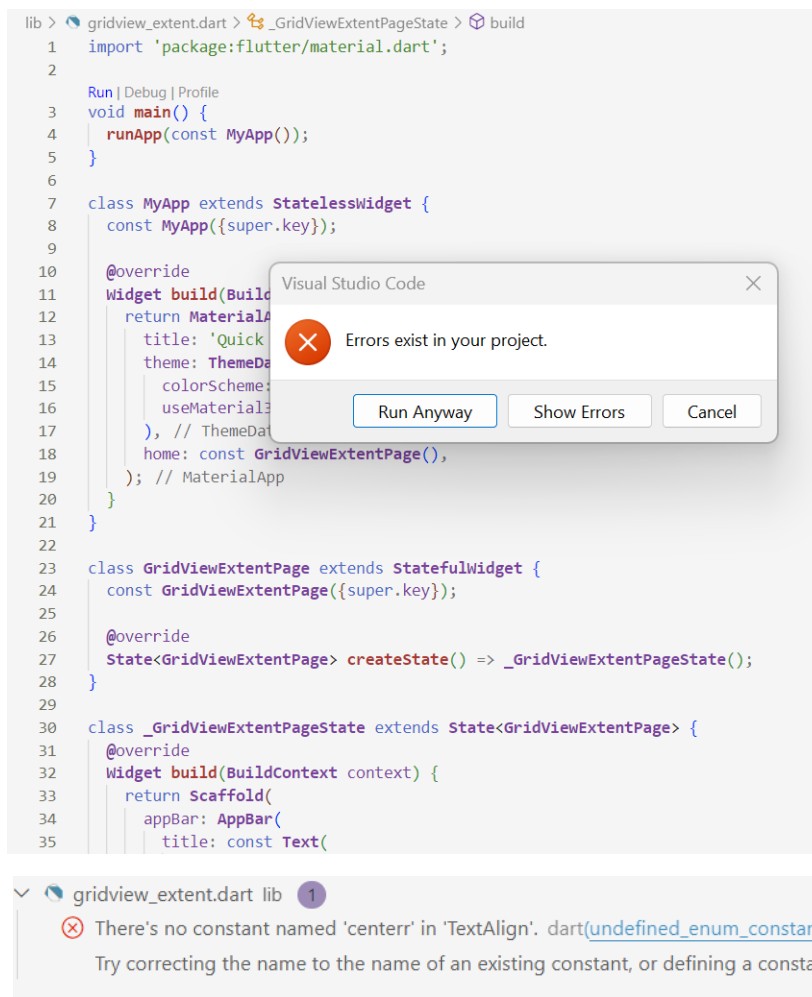 lib > gridview_extent.dart > _GridViewExtentPageState > build
1 import 'package:flutter/material.dart';
2
Run | Debug | Profile
3 void main() {
4 runApp(const MyApp());
5 }
6
7 class MyApp extends StatelessWidget {
8 const MyApp({super.key});
9
10 @override
11 Widget build(Build
12 return MaterialA
13 title: 'Quick
14 theme: ThemeDa
15 colorScheme:
16 useMaterial3
17 ), // ThemeDat
18 home: const GridViewExtentPage(),
19 ); // MaterialApp
20 }
21 }
22
23 class GridViewExtentPage extends StatefulWidget {
24 const GridViewExtentPage({super.key});
25
26 @override
27 State<GridViewExtentPage> createState() => _GridViewExtentPageState();
28 }
29
30 class _GridViewExtentPageState extends State<GridViewExtentPage> {
31 @override
32 Widget build(BuildContext context) {
33 return Scaffold(
34 appBar: AppBar(
35 title: const Text(
Visual Studio Code
Errors exist in your project.
Run Anyway
Show Errors
Cancel
gridview_extent.dart lib 1
There's no constant named 'centerr' in 'TextAlign'. dart(undefined_enum_constan
Try correcting the name to the name of an existing constant, or defining a consta